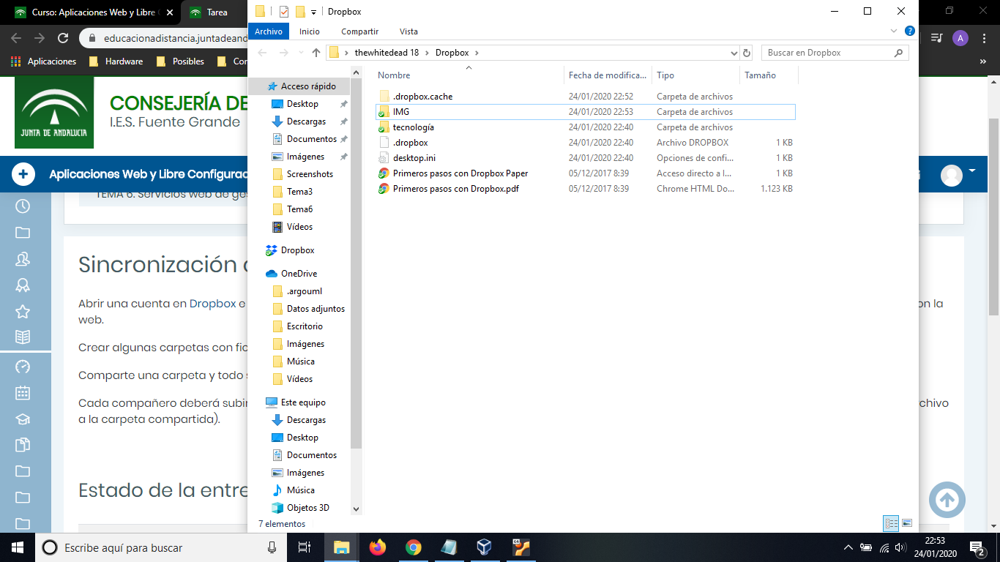 Curso: Aplicaciones Web y Libre C
Tarea
educacionadistancia.juntadeand
A
Aplicaciones
Hardware
Posibles
Cor
JUNTA DE ANDALUCIA
CONSEJERÍA DE
I.E.S. Fuente Grande
Aplicaciones Web y Libre Configurac
TEMA 6. Servicios web de ges
Sincronización
Abrir una cuenta en Dropbox e
on la
web.
Crear algunas carpetas con fic
Comparte una carpeta y todo s
Cada compañero deberá subir
chivo
a la carpeta compartida).
Estado de la entre
Dropbox
Archivo
Inicio
Compartir
Vista
thewhitedead 18 > Dropbox >
Buscar en Dropbox
Acceso rápido
Desktop
Descargas
Documentos
Imágenes
Screenshots
Tema3
Tema6
Vídeos
Dropbox
OneDrive
.argouml
Datos adjuntos
Escritorio
Imágenes
Música
Vídeos
Este equipo
Descargas
Desktop
Documentos
Imágenes
Música
Objetos 3D
Nombre Fecha de modifica... Tipo Tamaño
.dropbox.cache 24/01/2020 22:52 Carpeta de archivos
IMG 24/01/2020 22:53 Carpeta de archivos
tecnología 24/01/2020 22:40 Carpeta de archivos
.dropbox 24/01/2020 22:40 Archivo DROPBOX 1 KB
desktop.ini 24/01/2020 22:40 Opciones de confi... 1 KB
Primeros pasos con Dropbox Paper 05/12/2017 8:39 Acceso directo a I... 1 KB
Primeros pasos con Dropbox.pdf 05/12/2017 8:39 Chrome HTML Do... 1.123 KB
7 elementos
Escribe aquí para buscar
22:53
24/01/2020
2